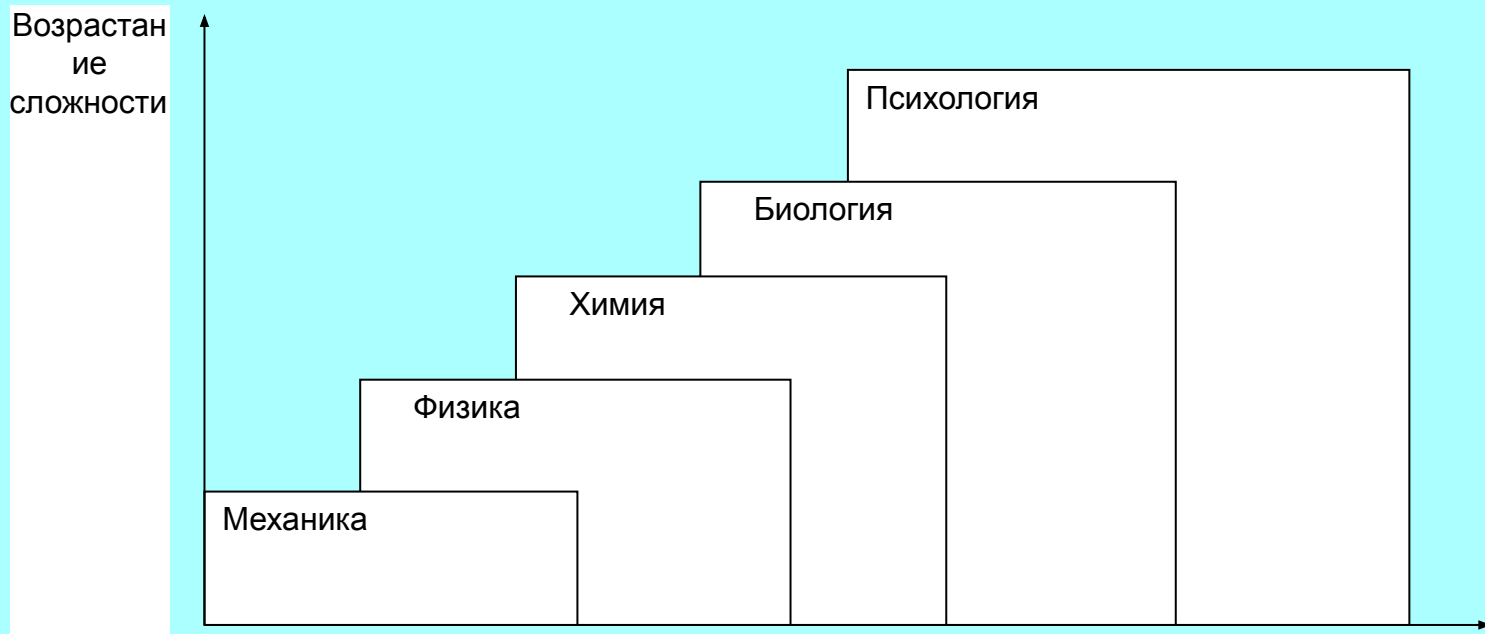 Возрастан
ие
сложности
Психология
Биология
Химия
Физика
Механика